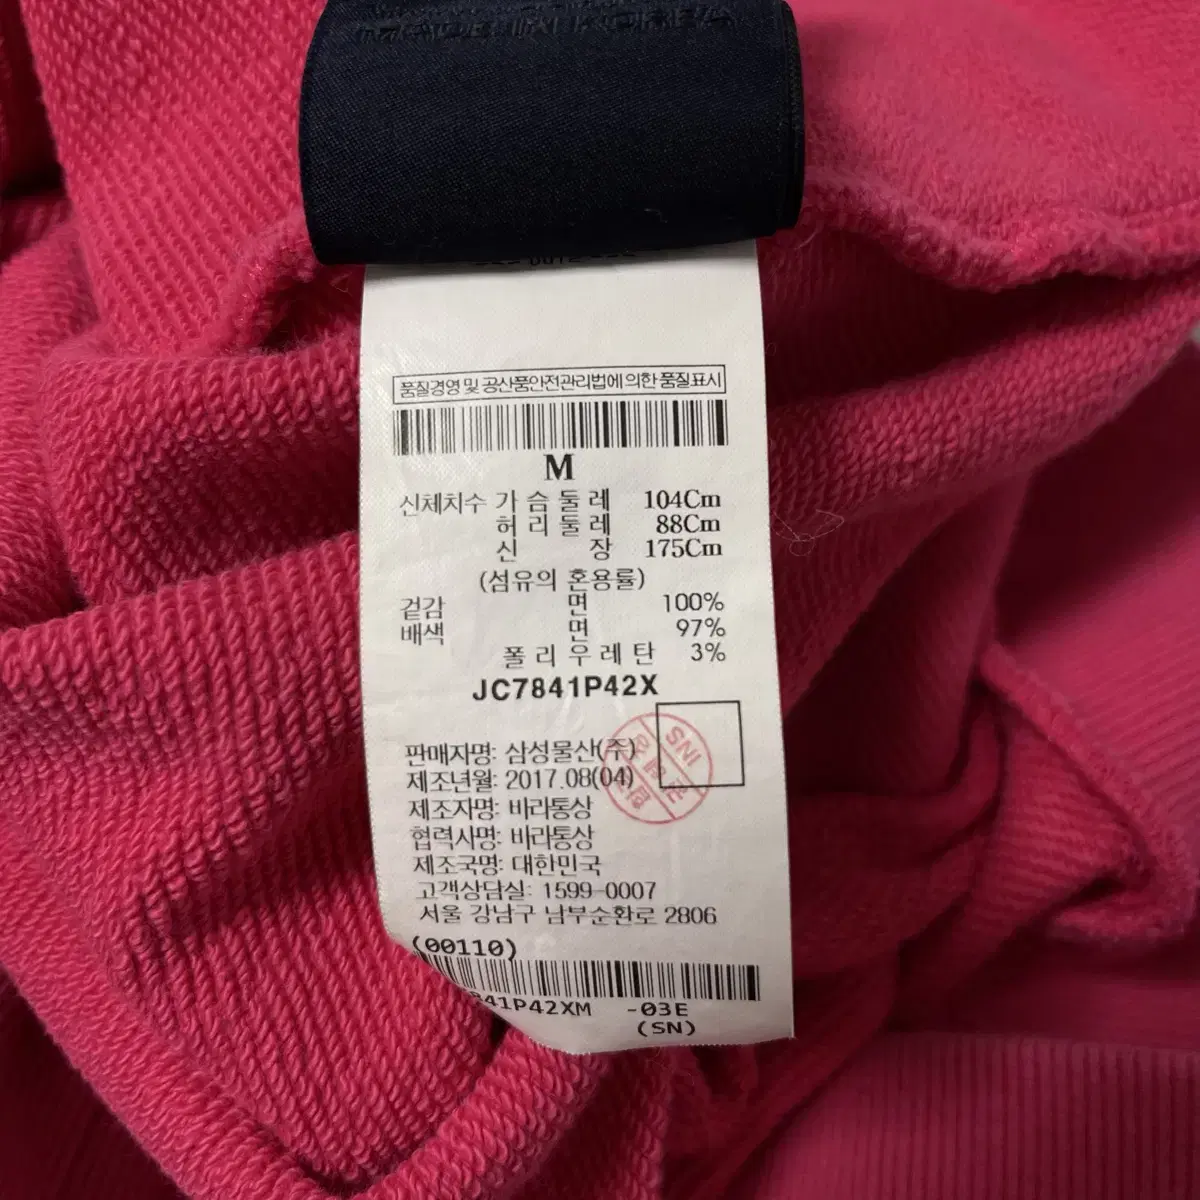 품질경영 및 공산품안전관리법에 의한 품질표시
M
신체치수 가슴둘레 104Cm
허리둘레 88Cm
신장 175Cm
(섬유의 혼용률)
겉감 면 100%
배색 면 97%
폴리우레탄 3%
JC7841P42X
판매자명: 삼성물산(주)
제조년월: 2017.08(04)
제조자명: 바라통상
협력사명: 바라통상
제조국명: 대한민국
고객상담실: 1599-0007
서울 강남구 남부순환로 2806
(00110)
841P42XM -03E
(SN)
SNI